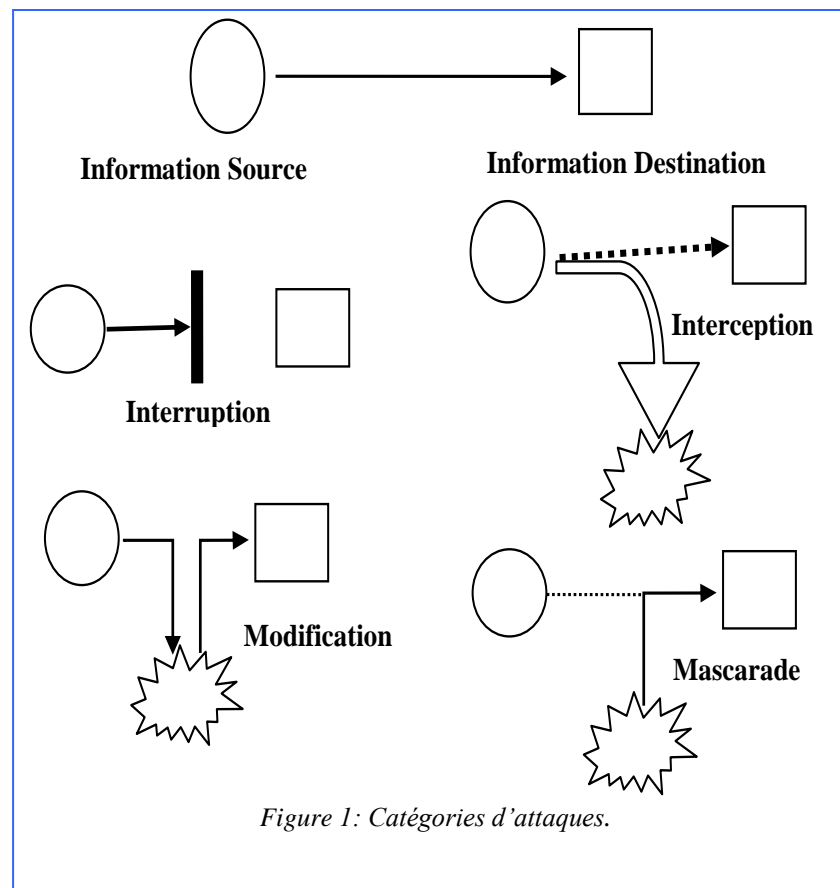 Information Source
Information Destination
Interception
Interruption
Modification
Mascarade
Figure 1: Catégories d’attaques.